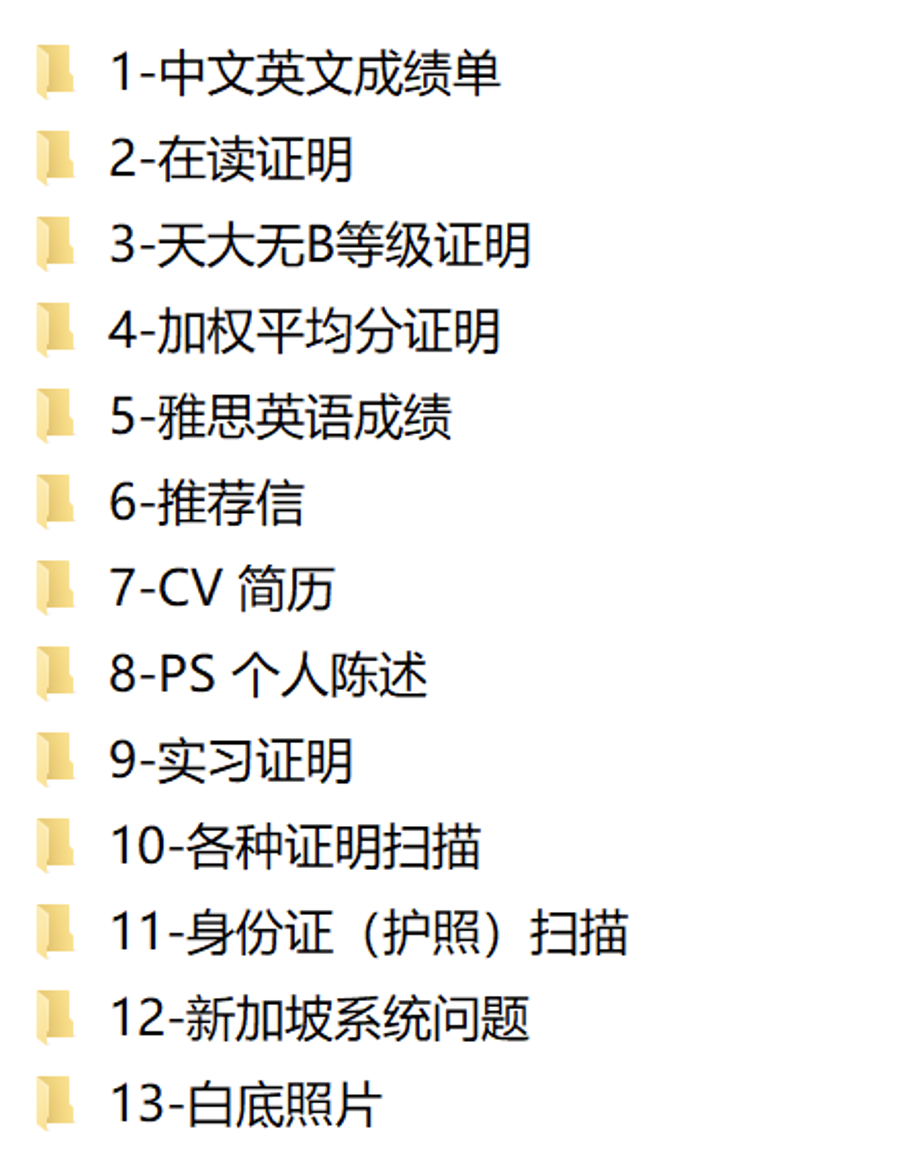 1-中文英文成绩单
2-在读证明
3-天大无B等级证明
4-加权平均分证明
5-雅思英语成绩
6-推荐信
7-CV 简历
8-PS 个人陈述
9-实习证明
10-各种证明扫描
11-身份证（护照）扫描
12-新加坡系统问题
13-白底照片